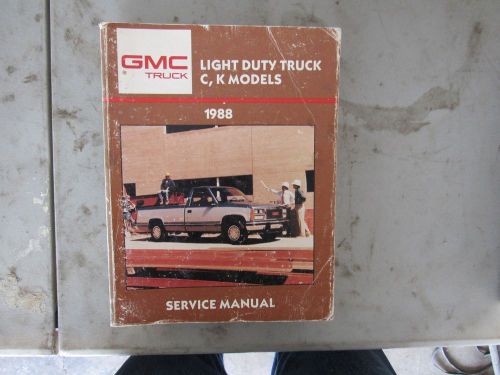 GMC
TRUCK
LIGHT DUTY TRUCK
C, K MODELS
1988
SERVICE MANUAL